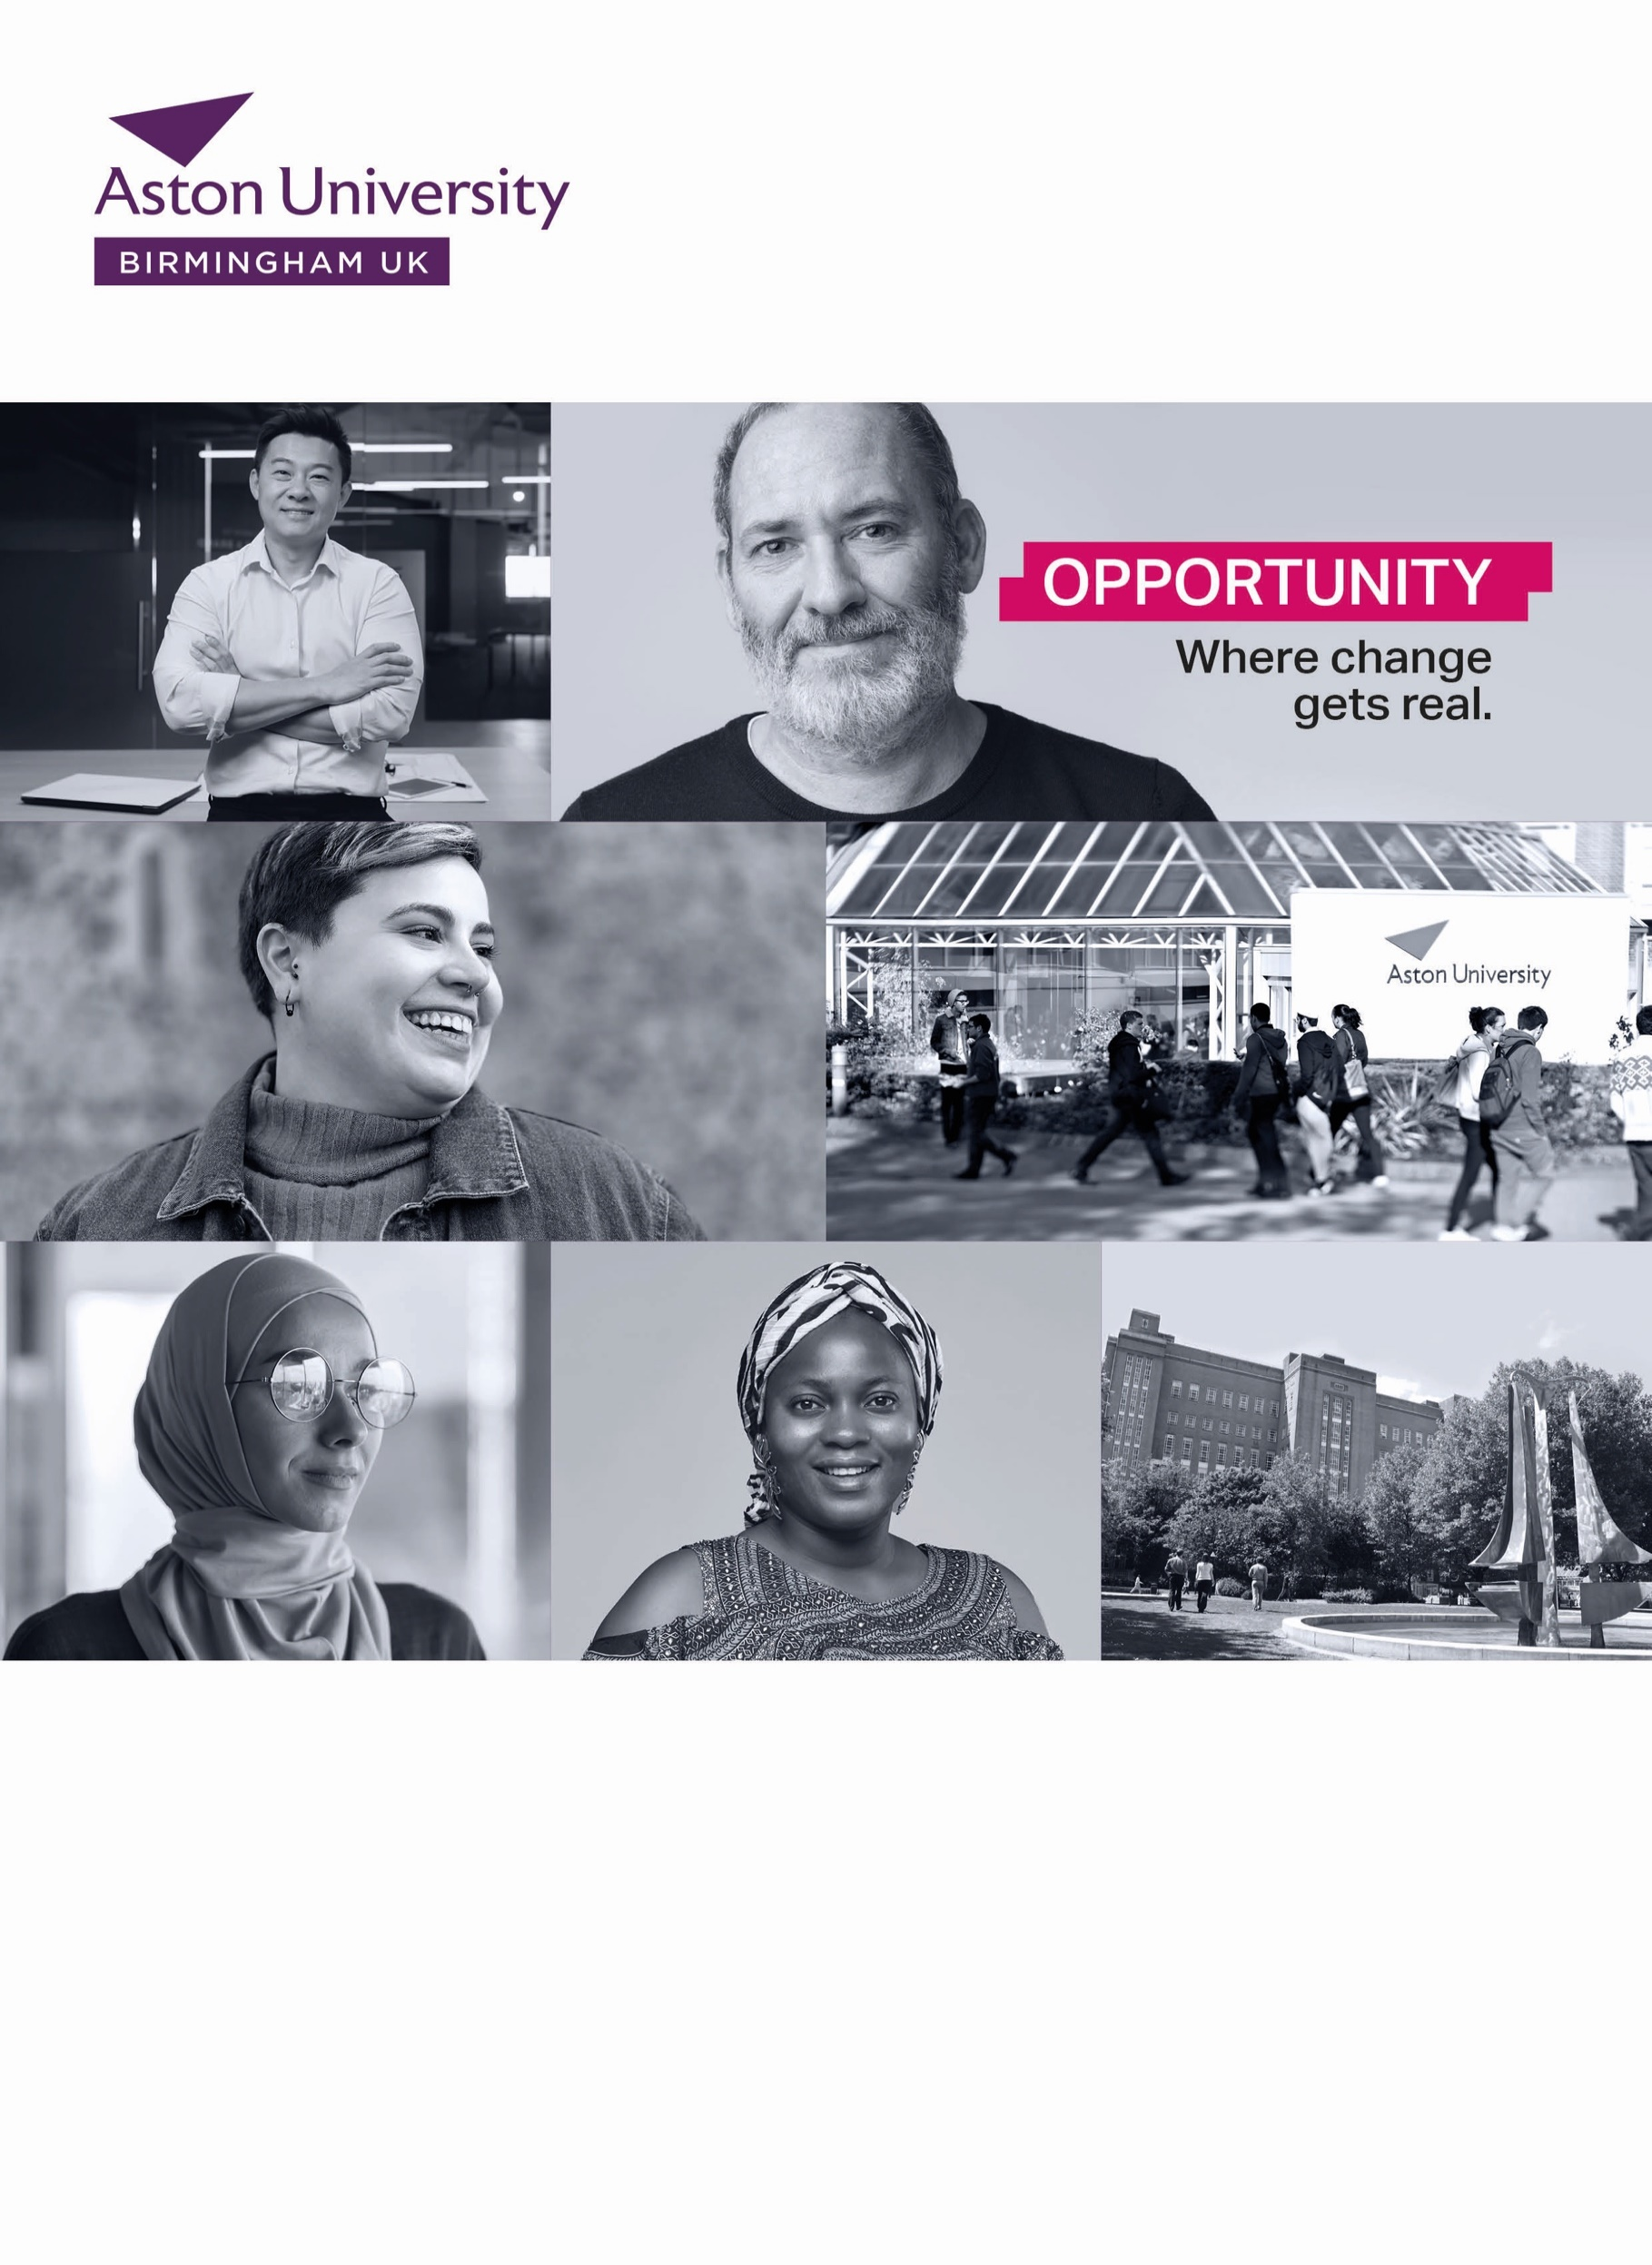 Aston University
BIRMINGHAM UK
OPPORTUNITY
Where change
gets real.
Aston University